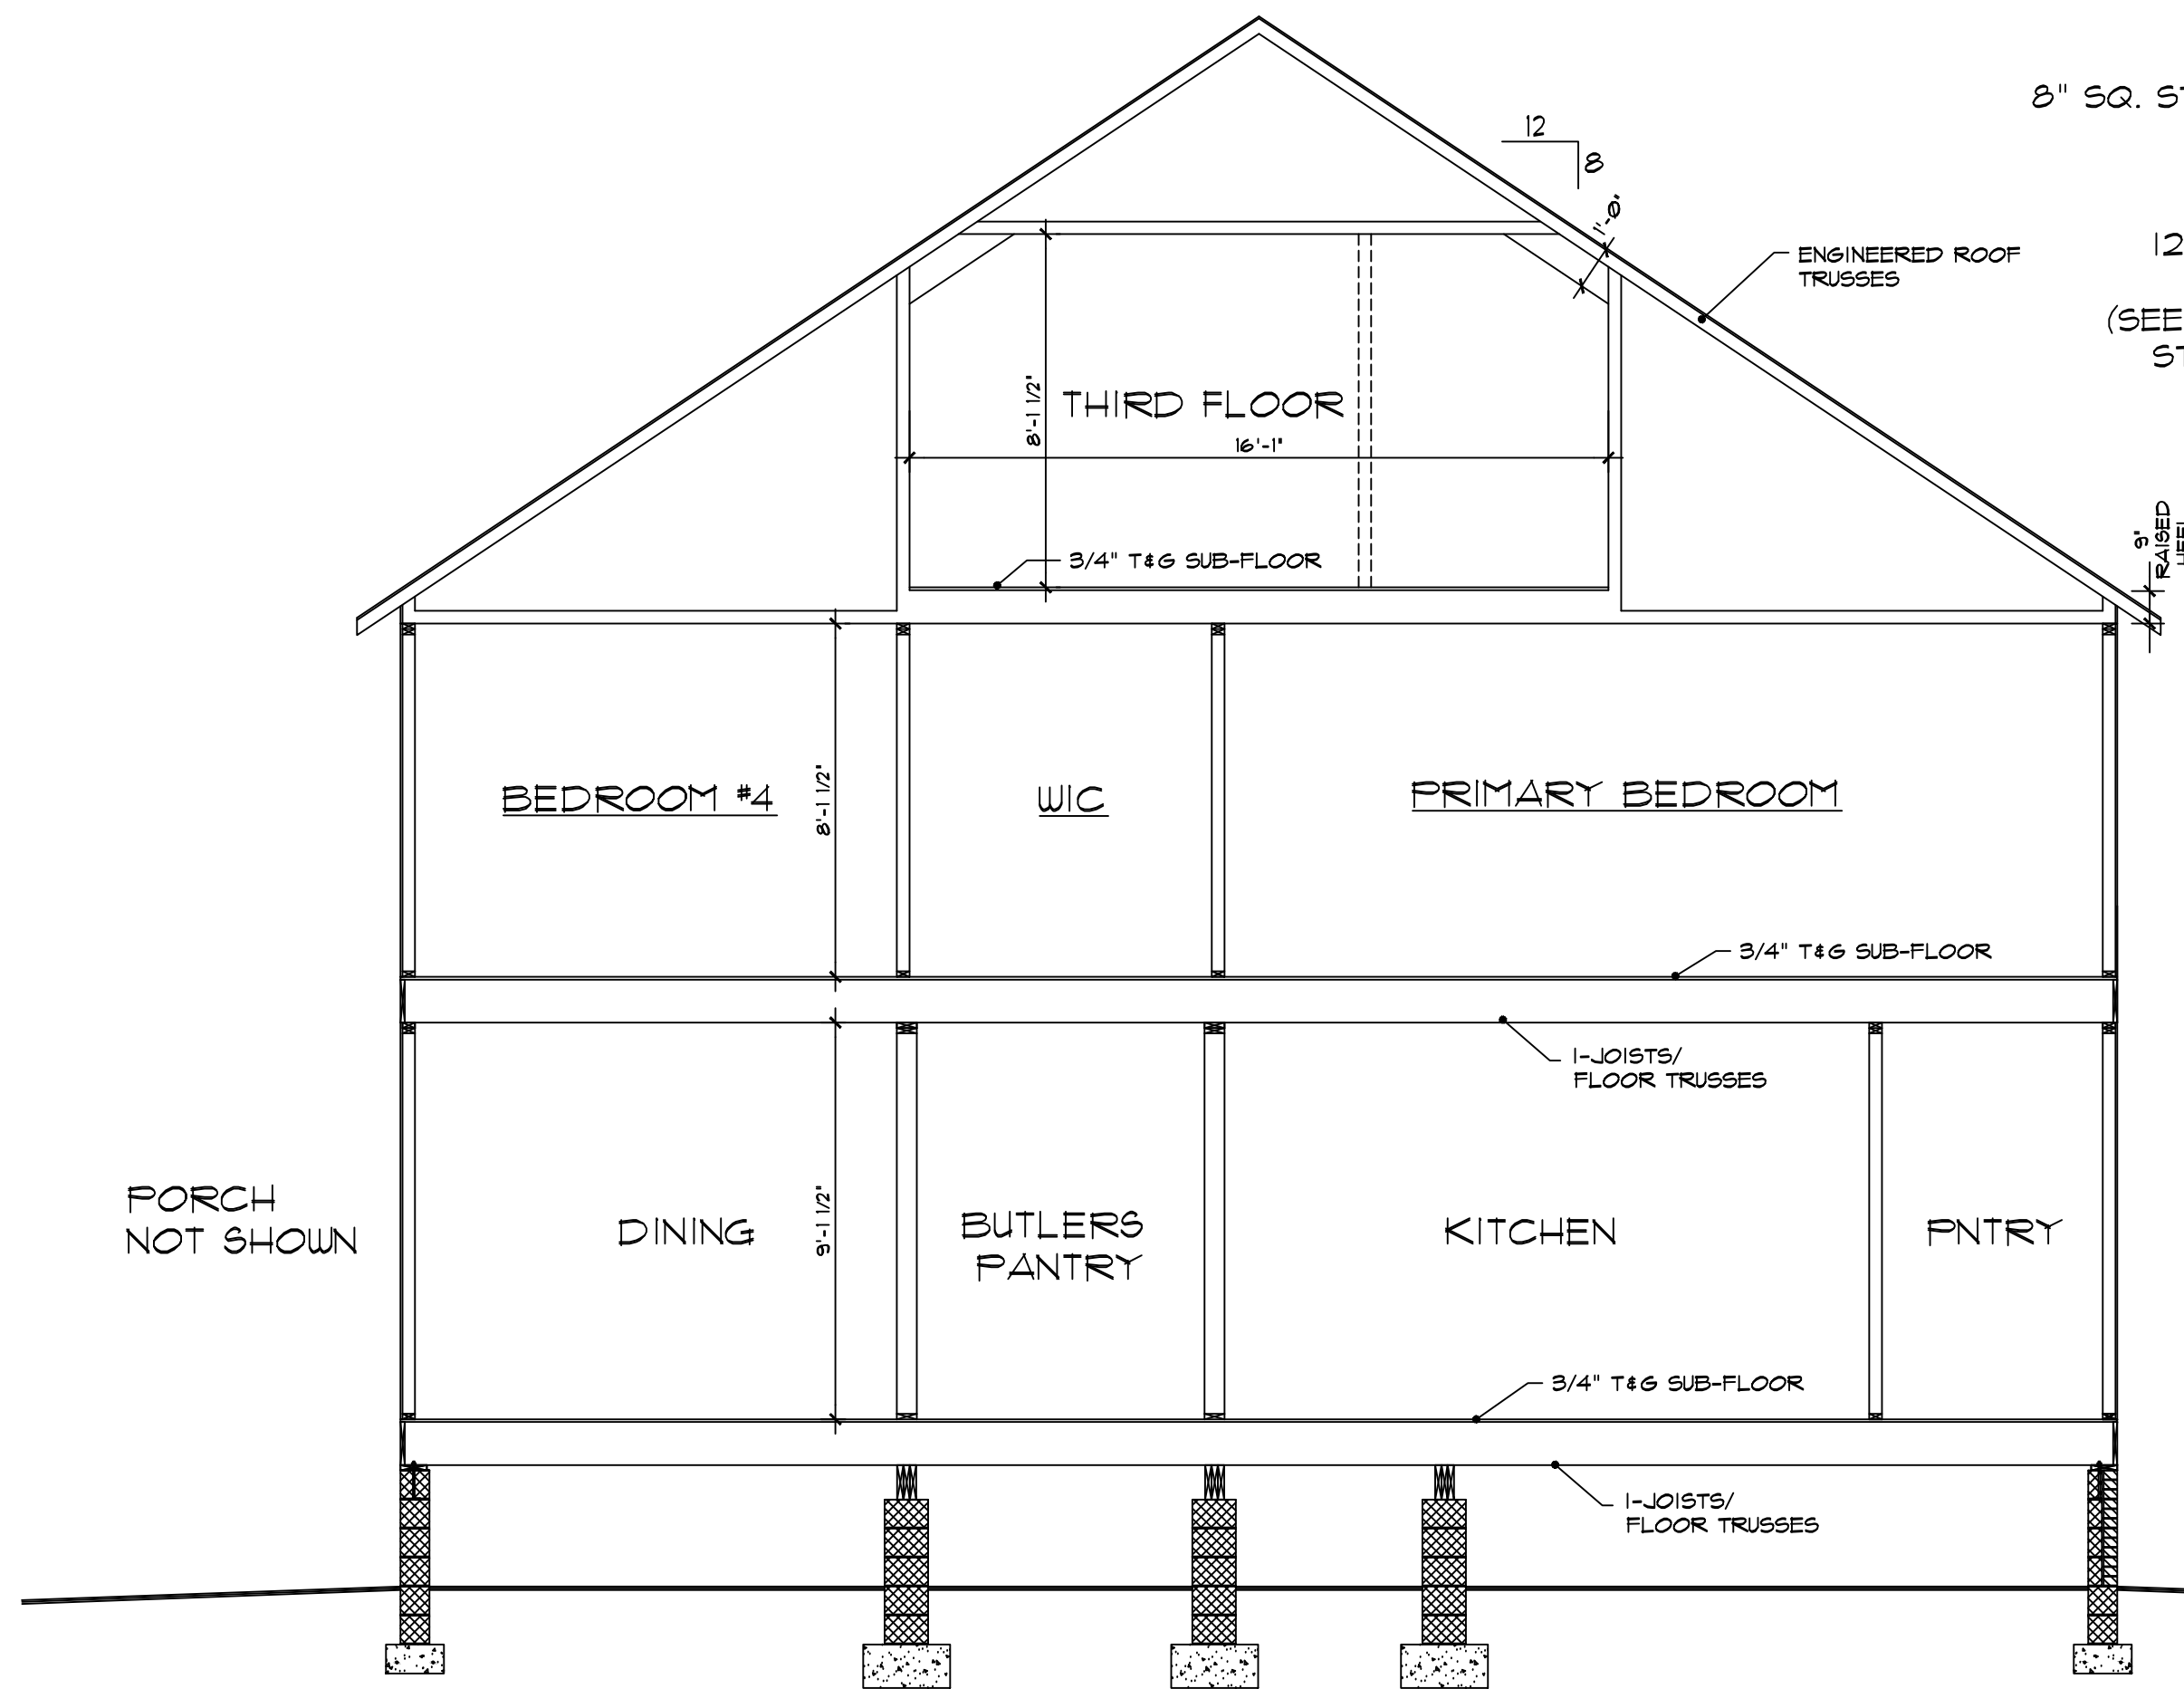 8" SQ. ST
12
8
1'-0"
12
ENGINEERED ROOF
TRUSSES
(SEE
ST
8'-1 1/2"
THIRD FLOOR
16'-1"
9"
RAISED
HEEL
3/4" T&G SUB-FLOOR
BEDROOM #4
8'-1 1/2"
WIC
PRIMARY BEDROOM
3/4" T&G SUB-FLOOR
I-JOISTS/
FLOOR TRUSSES
PORCH
NOT SHOWN
DINING
9'-1 1/2"
BUTLERS
PANTRY
KITCHEN
PNTRY
3/4" T&G SUB-FLOOR
I-JOISTS/
FLOOR TRUSSES